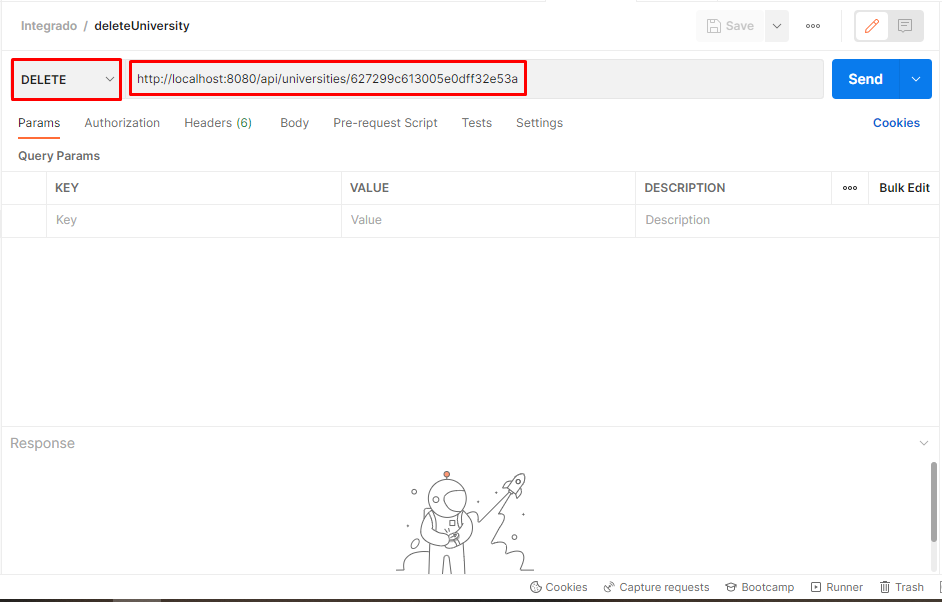 Integrado / deleteUniversity Save
DELETE http://localhost:8080/api/universities/627299c613005e0dff32e53a Send
Params Authorization Headers (6) Body Pre-request Script Tests Settings Cookies
Query Params
KEY VALUE DESCRIPTION Bulk Edit
Key Value Description
Response
Cookies Capture requests Bootcamp Runner Trash